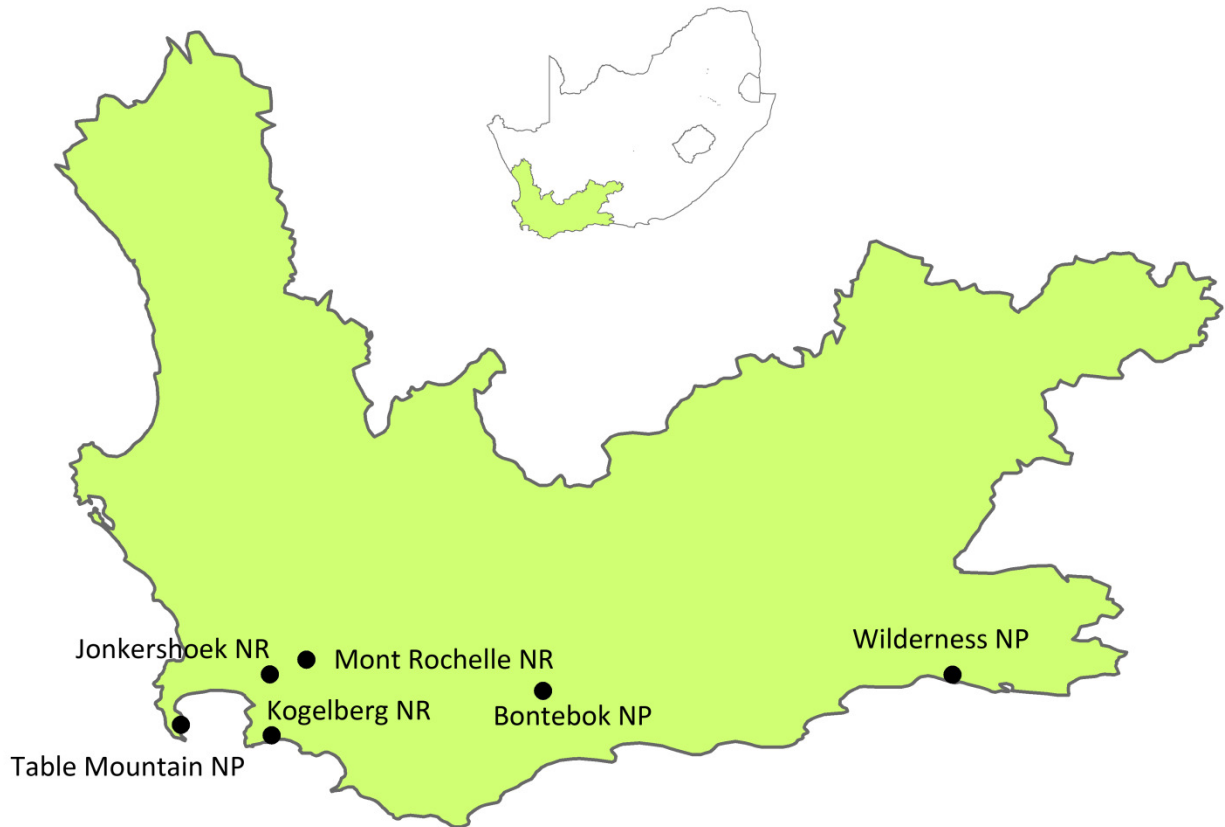 Wilderness NP
Jonkershoek NR
Mont Rochelle NR
Kogelberg NR
Bontebok NP
Table Mountain NP